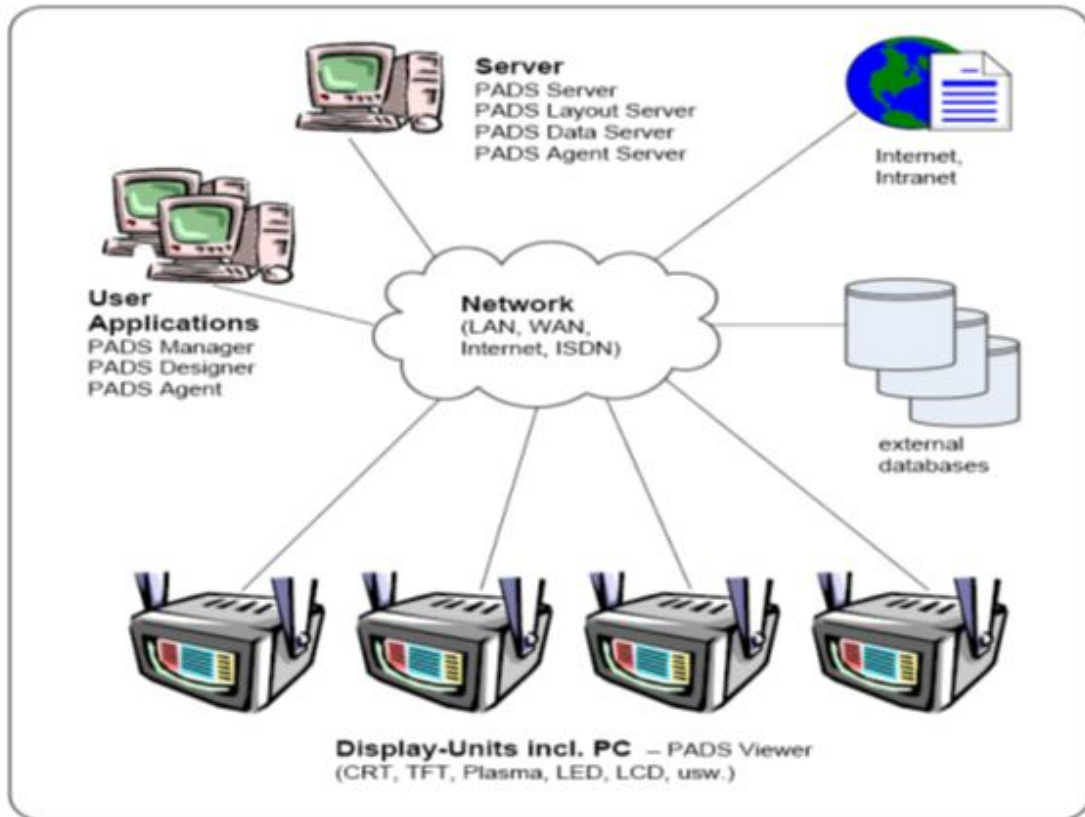 Server
PADS Server
PADS Layout Server
PADS Data Server
PADS Agent Server
Internet,
Intranet
User
Applications
PADS Manager
PADS Designer
PADS Agent
Network
(LAN, WAN,
Internet, ISDN)
external
databases
Display-Units incl. PC – PADS Viewer
(CRT, TFT, Plasma, LED, LCD, usw.)